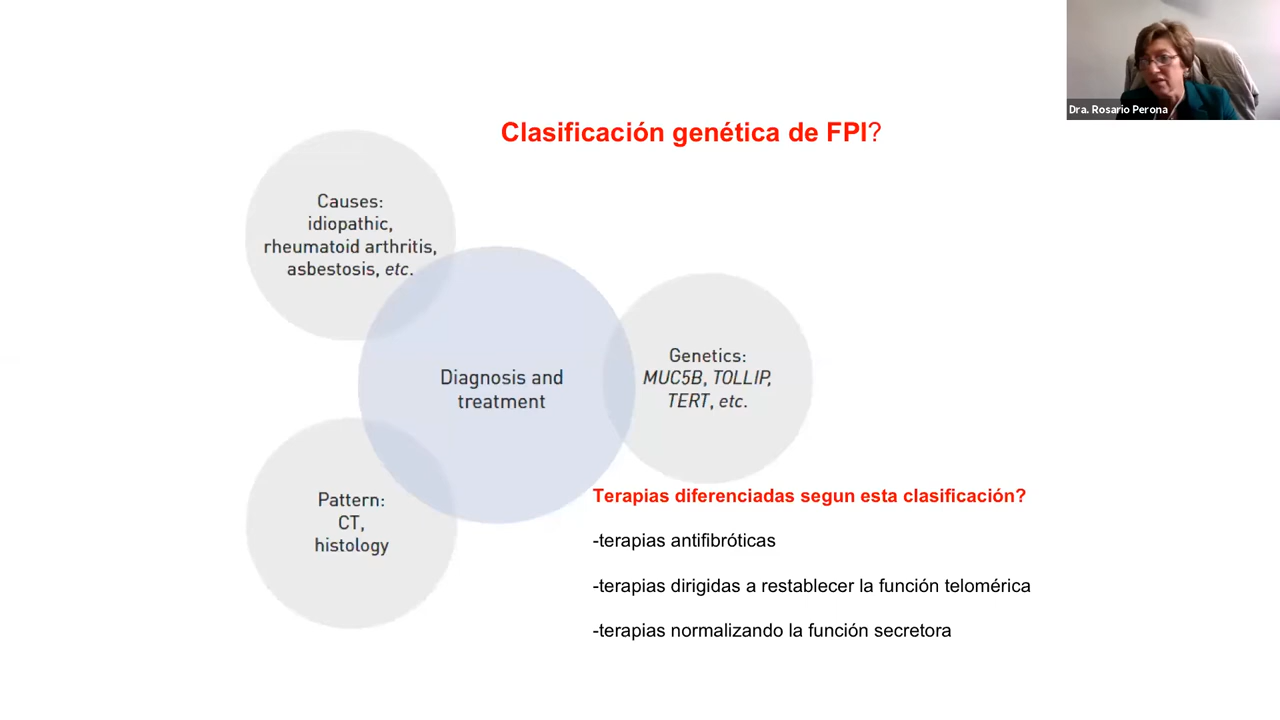 Dra. Rosario Perona
Clasificación genética de FPI?
Causes:
idiopathic,
rheumatoid arthritis,
asbestosis, etc.
Diagnosis and
treatment
Genetics:
MUC5B, TOLLIP,
TERT, etc.
Pattern:
CT,
histology
Terapias diferenciadas segun esta clasificación?
-terapias antifibróticas
-terapias dirigidas a restablecer la función telomérica
-terapias normalizando la función secretora